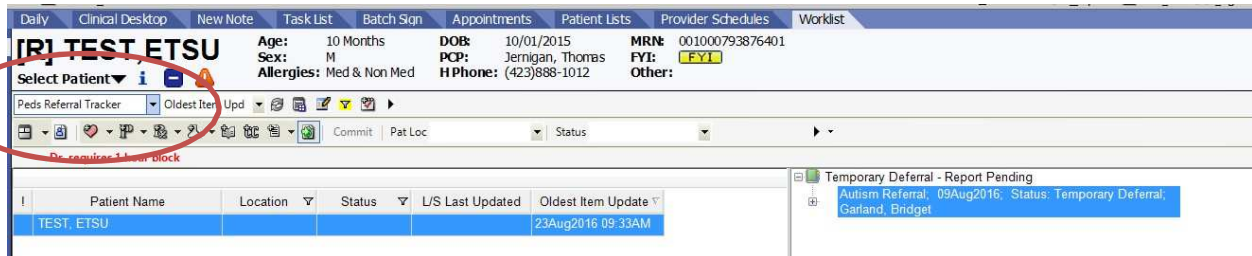 Daily Clinical Desktop New Note Task List Batch Sign Appointments Patient Lists Provider Schedules Worklist
[R] TEST, ETSU Age: 10 Months DOB: 10/01/2015 MRN: 001000793876401
Sex: M PCP: Jernigan, Thomas FYI: FYI
Select Patient i Allergies: Med & Non Med H Phone: (423)888-1012 Other:
Peds Referral Tracker Oldest Item Upd
Commit Pat Loc Status
Dr. requires 1 hour block
Temporary Deferral - Report Pending
Autism Referral; 09Aug2016; Status: Temporary Deferral;
Garland, Bridget
! Patient Name Location Status L/S Last Updated Oldest Item Update
TEST, ETSU 23Aug2016 09:33AM